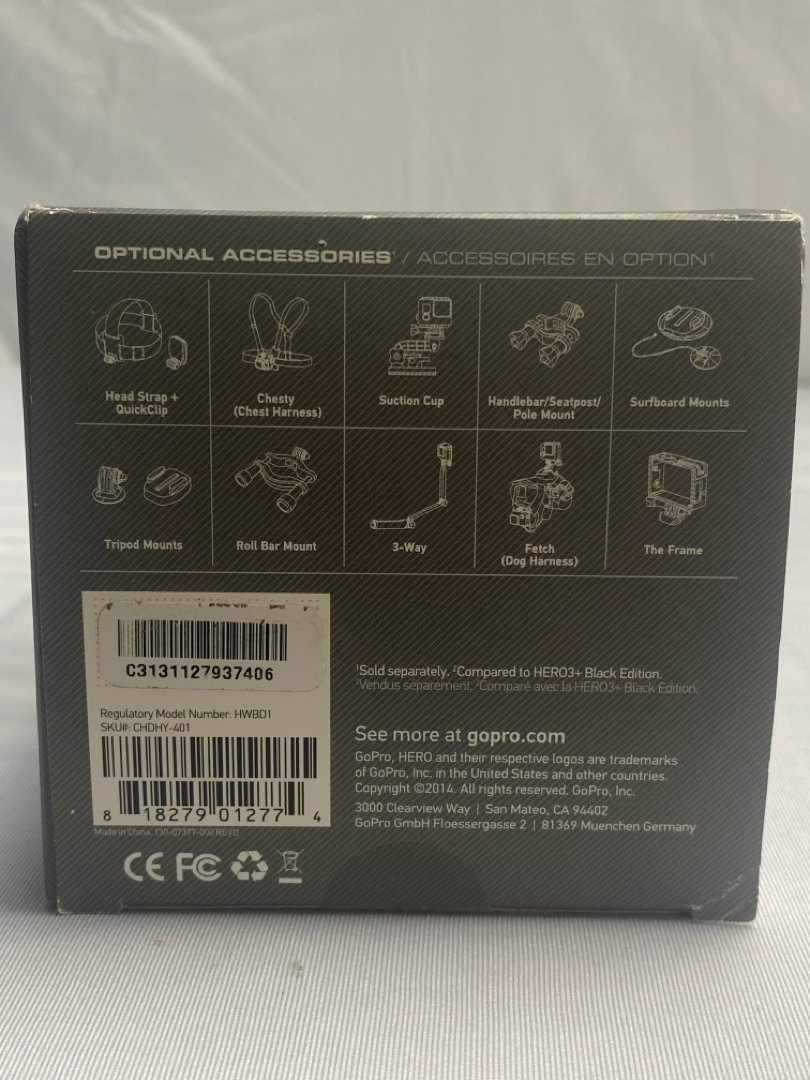 OPTIONAL ACCESSORIES¹ / ACCESSOIRES EN OPTION¹
Head Strap +
QuickClip
Chesty
(Chest Harness)
Suction Cup
Handlebar/Seatpost/
Pole Mount
Surfboard Mounts
Tripod Mounts
Roll Bar Mount
3-Way
Fetch
(Dog Harness)
The Frame
C3131127937406
Regulatory Model Number: HWBD1
SKU#: CHDHY-401
8 18279 01277 4
Made in China. 130-07377-000 REVD
¹Sold separately. ²Compared to HERO3+ Black Edition.
¹Vendus séparément. ²Comparé avec la HERO3+ Black Edition.
See more at gopro.com
GoPro, HERO and their respective logos are trademarks
of GoPro, Inc. in the United States and other countries.
Copyright ©2014. All rights reserved. GoPro, Inc.
3000 Clearview Way | San Mateo, CA 94402
GoPro GmbH Floessergasse 2 | 81369 Muenchen Germany
CE FC